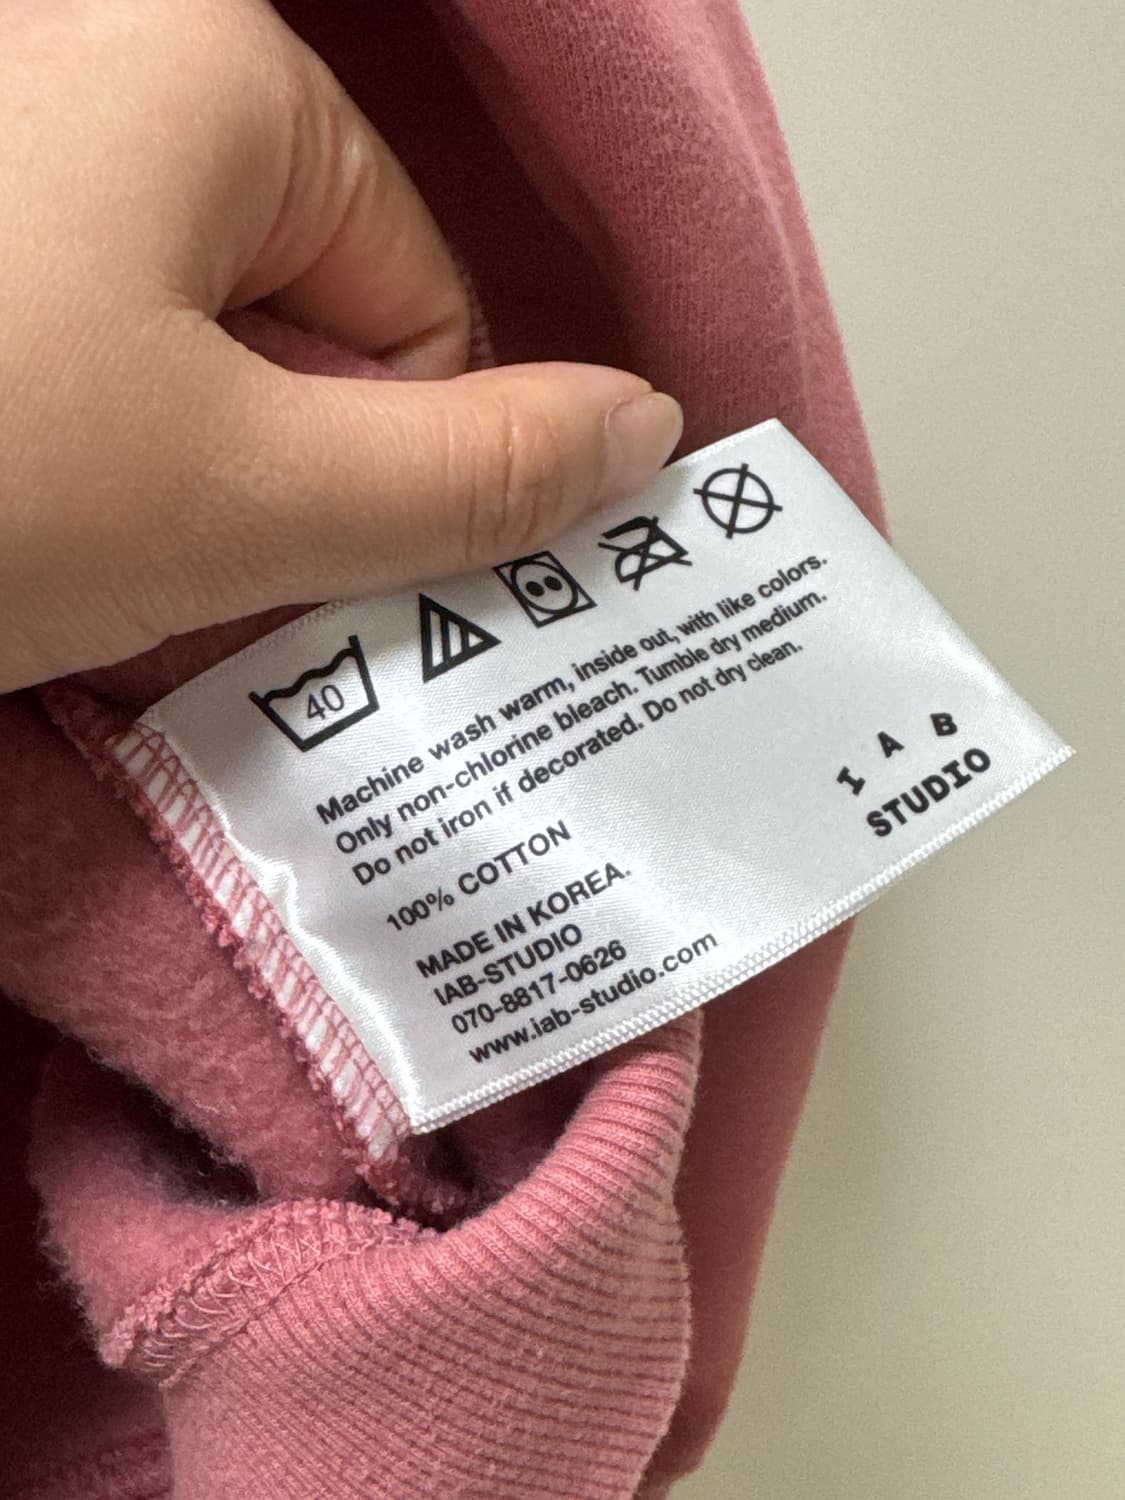 40
Machine wash warm, inside out, with like colors.
Only non-chlorine bleach. Tumble dry medium.
Do not iron if decorated. Do not dry clean.
100% COTTON
MADE IN KOREA.
IAB-STUDIO
070-8817-0626
www.iab-studio.com
I A B
STUDIO